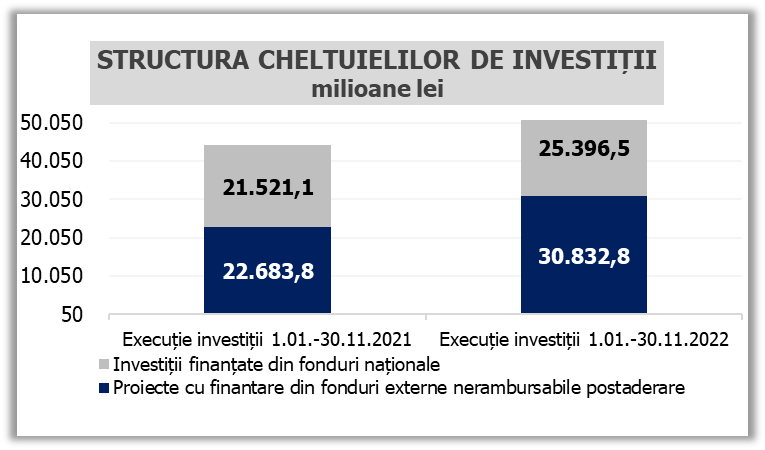 STRUCTURA CHELTUIELILOR DE INVESTIȚII
milioane lei
50.050
40.050
30.050
20.050
10.050
50
21.521,1
22.683,8
25.396,5
30.832,8
Execuție investiții 1.01.-30.11.2021
Execuție investiții 1.01.-30.11.2022
Investiții finanțate din fonduri naționale
Proiecte cu finantare din fonduri externe nerambursabile postaderare